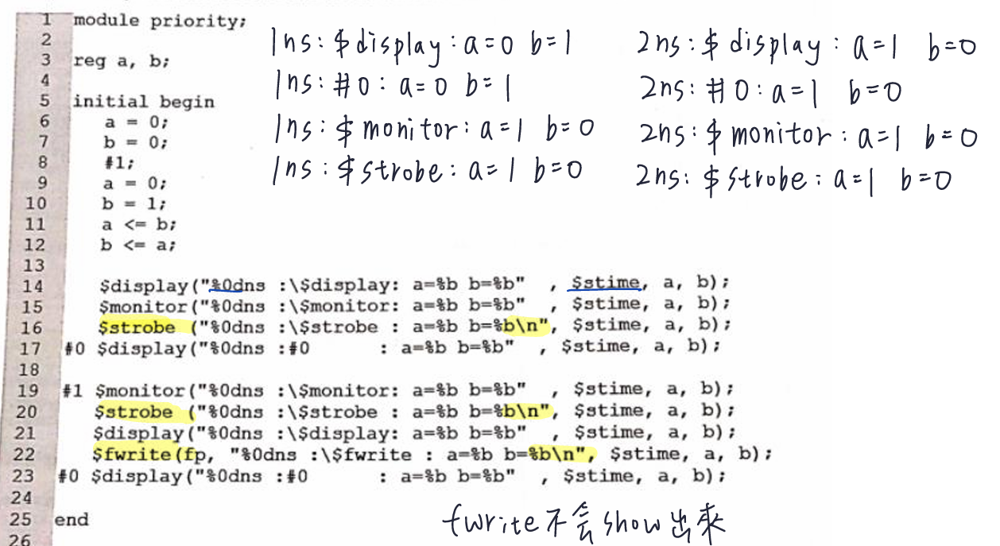 1 module priority;
2
3 reg a, b;
4
5 initial begin
6 a = 0;
7 b = 0;
8 #1;
9 a = 0;
10 b = 1;
11 a <= b;
12 b <= a;
13
14 $display("%0dns :\$display: a=%b b=%b" , $stime, a, b);
15 $monitor("%0dns :\$monitor: a=%b b=%b" , $stime, a, b);
16 $strobe ("%0dns :\$strobe : a=%b b=%b\n", $stime, a, b);
17 #0 $display("%0dns :#0 : a=%b b=%b" , $stime, a, b);
18
19 #1 $monitor("%0dns :\$monitor: a=%b b=%b" , $stime, a, b);
20 $strobe ("%0dns :\$strobe : a=%b b=%b\n", $stime, a, b);
21 $display("%0dns :\$display: a=%b b=%b" , $stime, a, b);
22 $fwrite(fp, "%0dns :\$fwrite : a=%b b=%b\n", $stime, a, b);
23 #0 $display("%0dns :#0 : a=%b b=%b" , $stime, a, b);
24
25 end
26
1ns: $display: a=0 b=1
1ns: #0: a=0 b=1
1ns: $monitor: a=1 b=0
1ns: $strobe: a=1 b=0
2ns: $display: a=1 b=0
2ns: #0: a=1 b=0
2ns: $monitor: a=1 b=0
2ns: $strobe: a=1 b=0
fwrite不会show出來